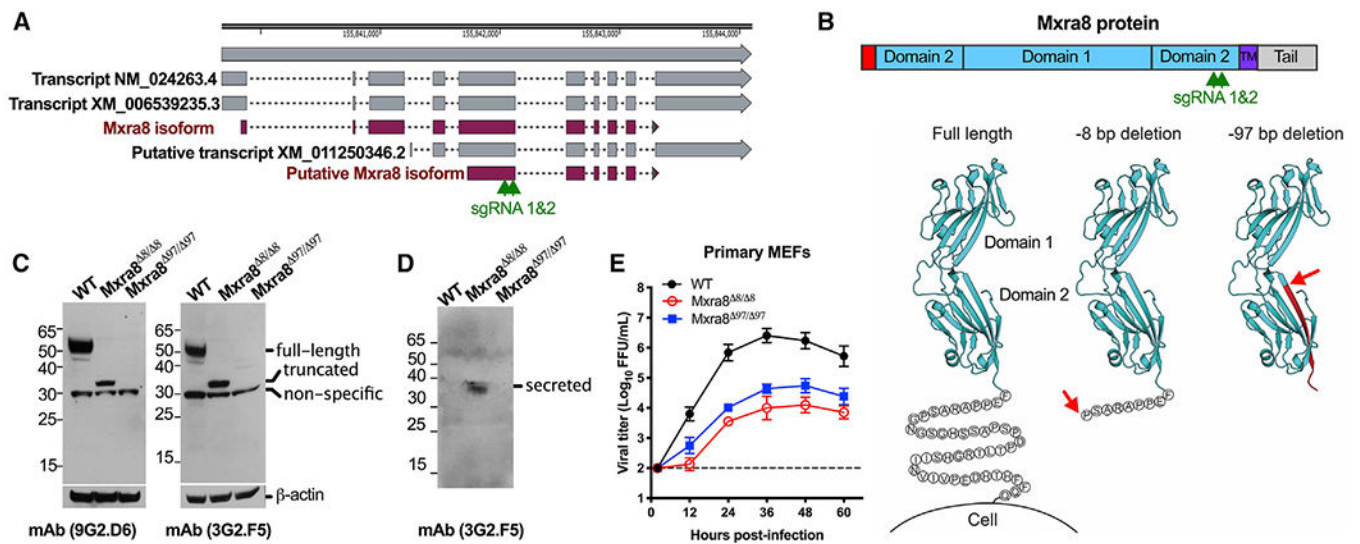 A
155,841,000
155,842,000
155,843,000
155,844,000
Transcript NM_024263.4
Transcript XM_006539235.3
Mxra8 isoform
Putative transcript XM_011250346.2
Putative Mxra8 isoform
sgRNA 1&2
B
Mxra8 protein
Domain 2
Domain 1
Domain 2
TM
Tail
sgRNA 1&2
Full length
-8 bp deletion
-97 bp deletion
Domain 1
Domain 2
Cell
C
WT
Mxra8Δ8/Δ8
Mxra8Δ97/Δ97
WT
Mxra8Δ8/Δ8
Mxra8Δ97/Δ97
65
50
40
30
15
65
50
40
30
15
full-length
truncated
non-specific
β-actin
mAb (9G2.D6)
mAb (3G2.F5)
D
WT
Mxra8Δ8/Δ8
Mxra8Δ97/Δ97
65
50
40
30
25
15
secreted
mAb (3G2.F5)
E
Primary MEFs
WT
Mxra8Δ8/Δ8
Mxra8Δ97/Δ97
Viral titer (Log10 FFU/mL)
8
7
6
5
4
3
2
1
0 12 24 36 48 60
Hours post-infection